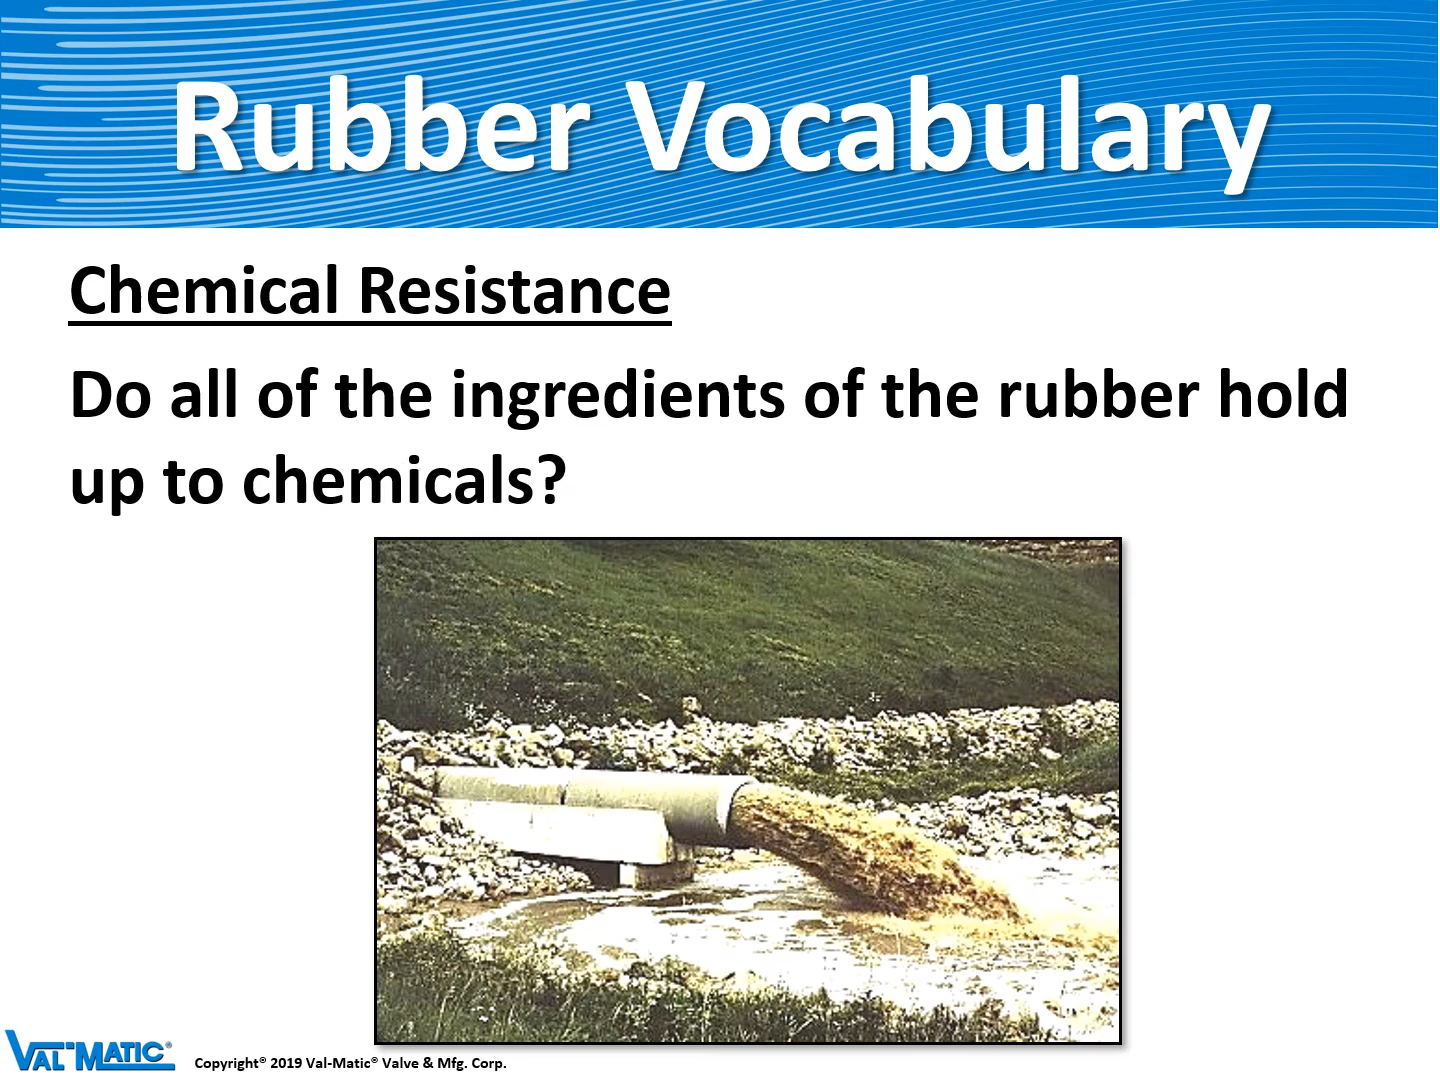 Rubber Vocabulary
Chemical Resistance
Do all of the ingredients of the rubber hold
up to chemicals?
VAL-MATIC®
Copyright® 2019 Val-Matic® Valve & Mfg. Corp.